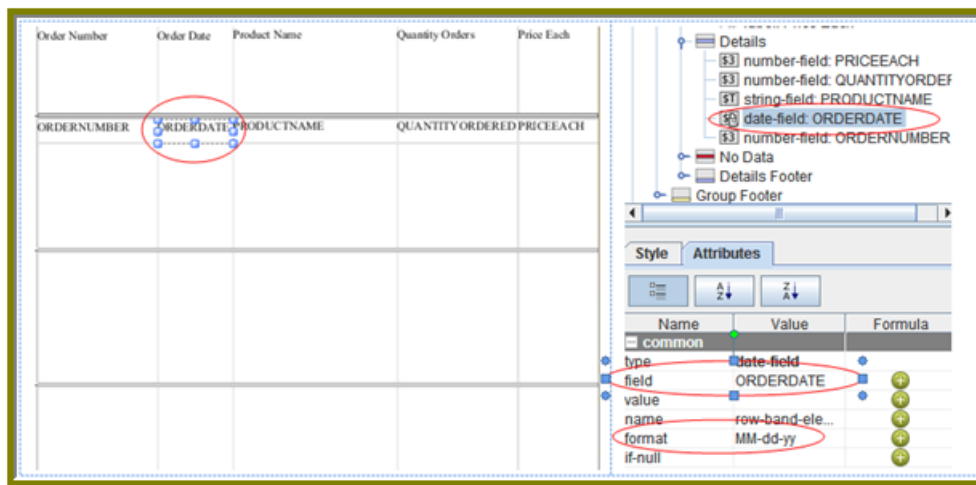 Order Number Order Date Product Name Quantity Orders Price Each
ORDERNUMBER ORDERDATE PRODUCTNAME QUANTITYORDERED PRICEEACH
Details
number-field: PRICEEACH
number-field: QUANTITYORDER
string-field: PRODUCTNAME
date-field: ORDERDATE
number-field: ORDERNUMBER
No Data
Details Footer
Group Footer
Style Attributes
Name Value Formula
common
type date-field
field ORDERDATE
value
name row-band-ele...
format MM-dd-yy
if-null